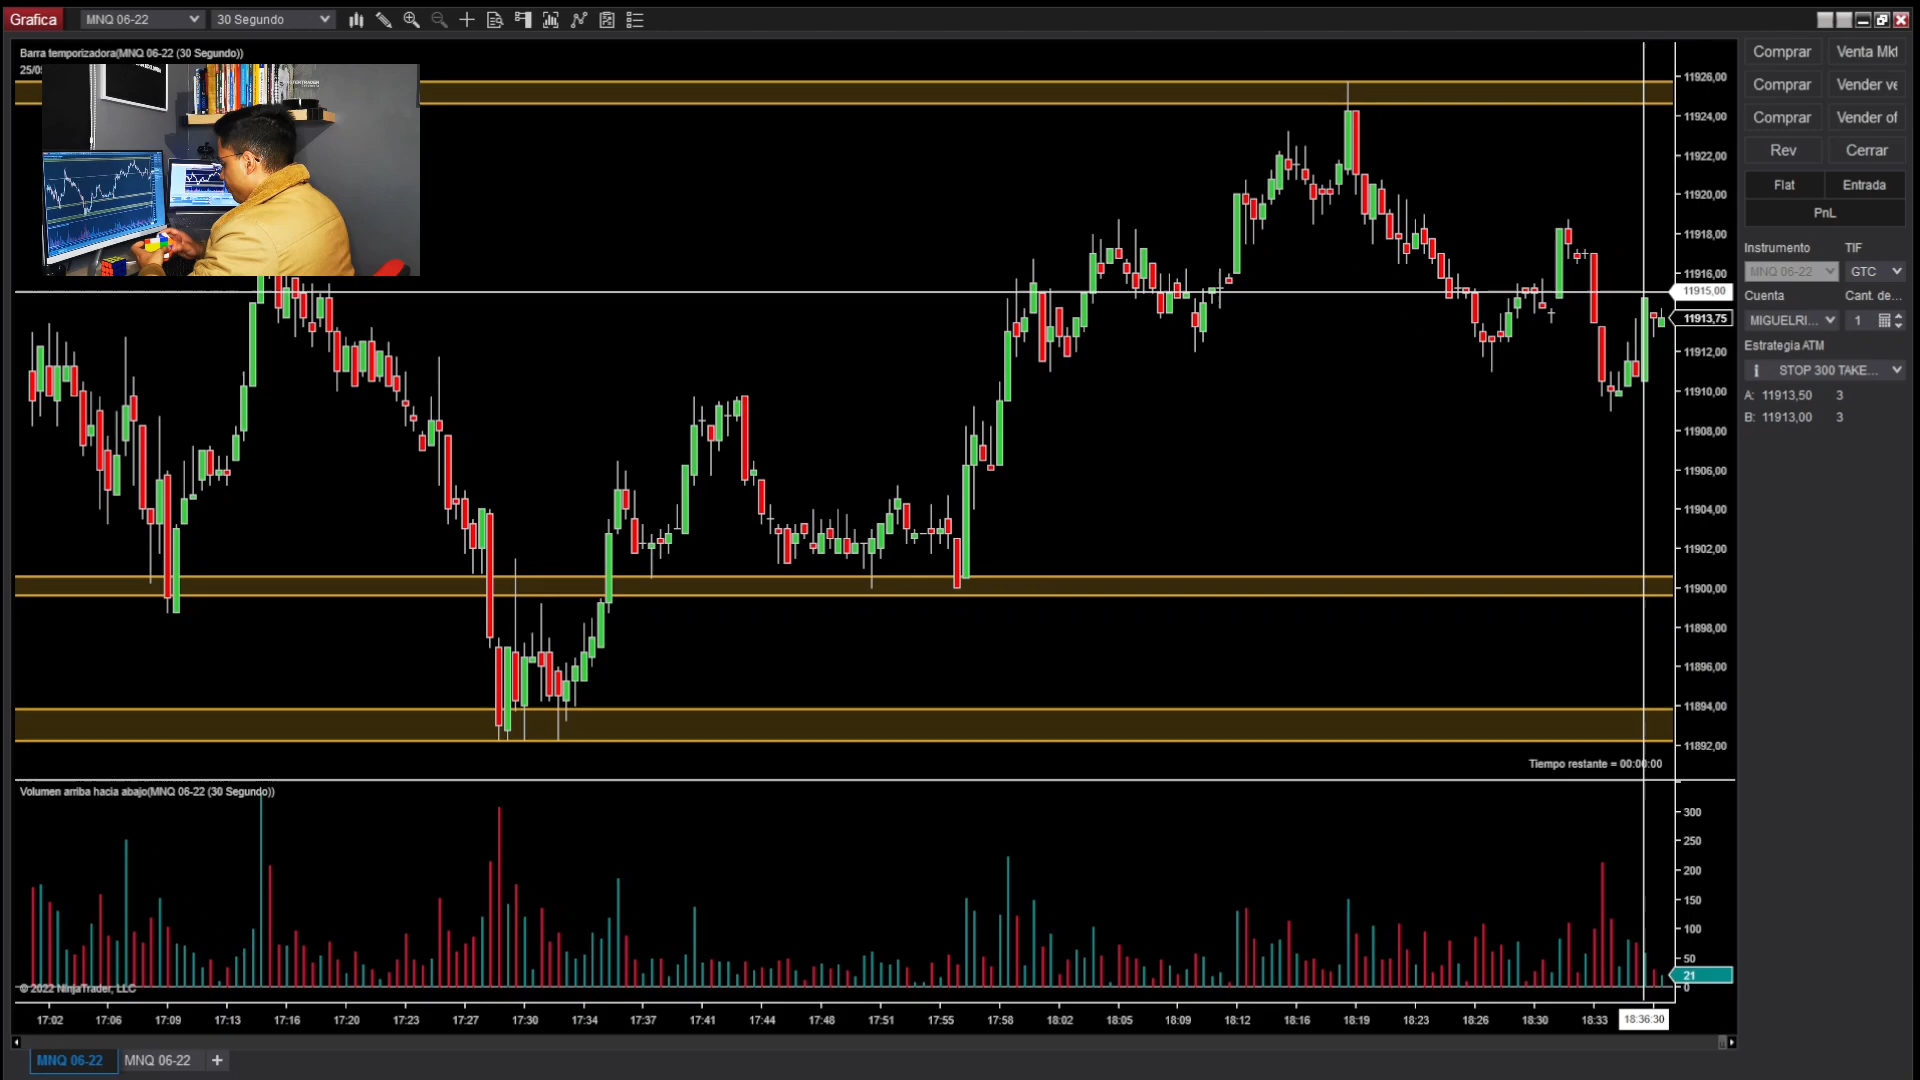 Grafica
MNQ 06-22
30 Segundo
Comprar
Venta Mkt
Comprar
Vender ve
Comprar
Vender of
Rev
Cerrar
Flat
Entrada
PnL
Instrumento
TIF
MNQ 06-22
GTC
Cuenta
Cant. de...
MIGUELRI...
1
Estrategia ATM
STOP 300 TAKE...
A: 11913,50 3
B: 11913,00 3
Barra temporizadora(MNQ 06-22 (30 Segundo))
25/0
11926,00
11924,00
11922,00
11920,00
11918,00
11916,00
11915,00
11913,75
11912,00
11910,00
11908,00
11906,00
11904,00
11902,00
11900,00
11898,00
11896,00
11894,00
11892,00
Tiempo restante = 00:00:00
Volumen arriba hacia abajo(MNQ 06-22 (30 Segundo))
300
250
200
150
100
50
21
0
© 2022 NinjaTrader, LLC
17:02 17:06 17:09 17:13 17:16 17:20 17:23 17:27 17:30 17:34 17:37 17:41 17:44 17:48 17:51 17:55 17:58 18:02 18:05 18:09 18:12 18:16 18:19 18:23 18:26 18:30 18:33 18:36:30
MNQ 06-22
MNQ 06-22
+